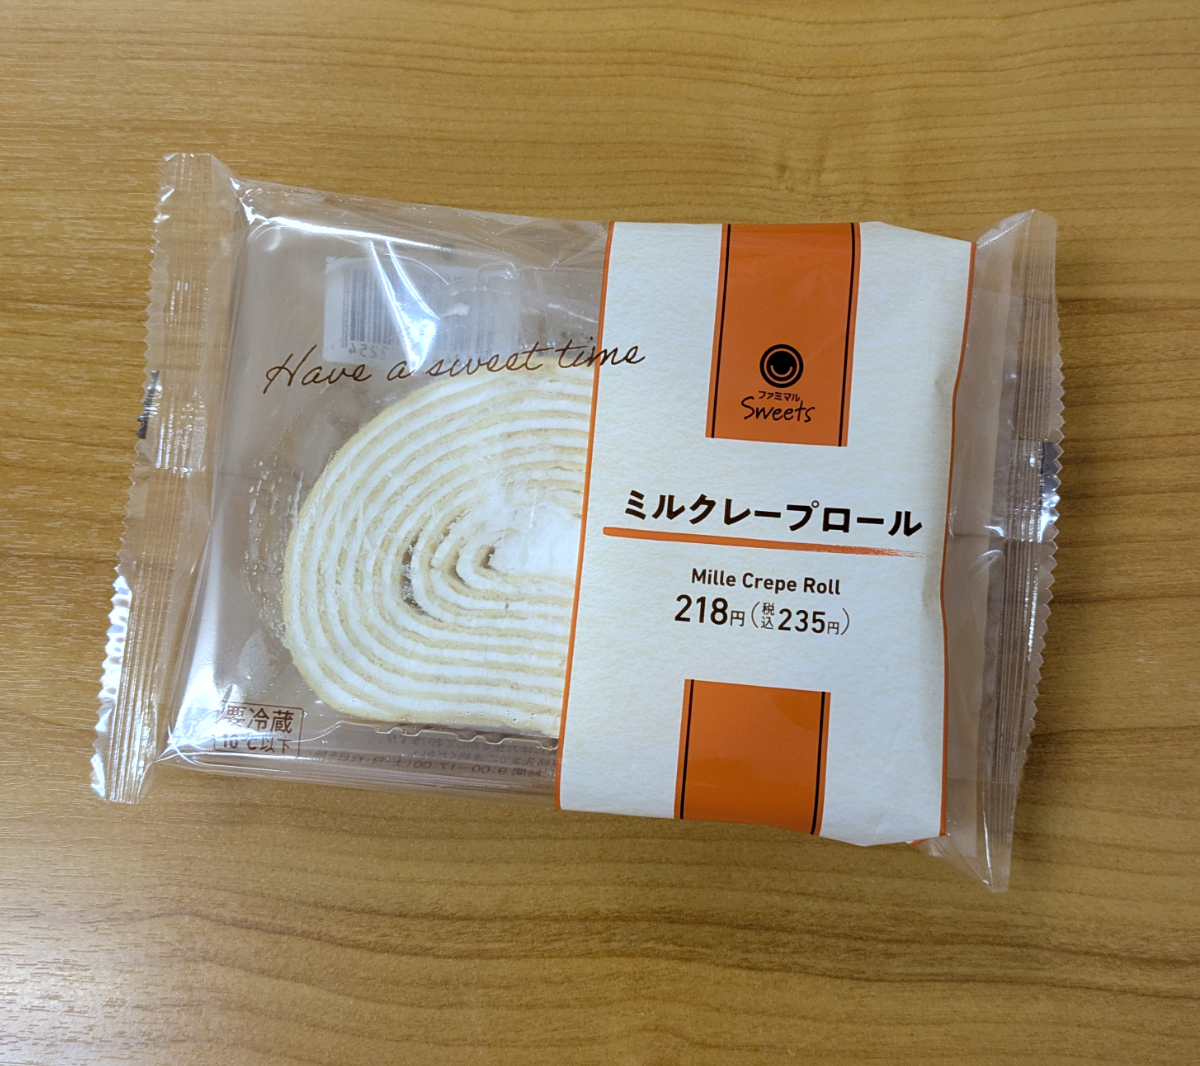 Have a sweet time
ファミマル
Sweets
ミルクレープロール
Mille Crepe Roll
218円(税込235円)
要冷蔵
10℃以下